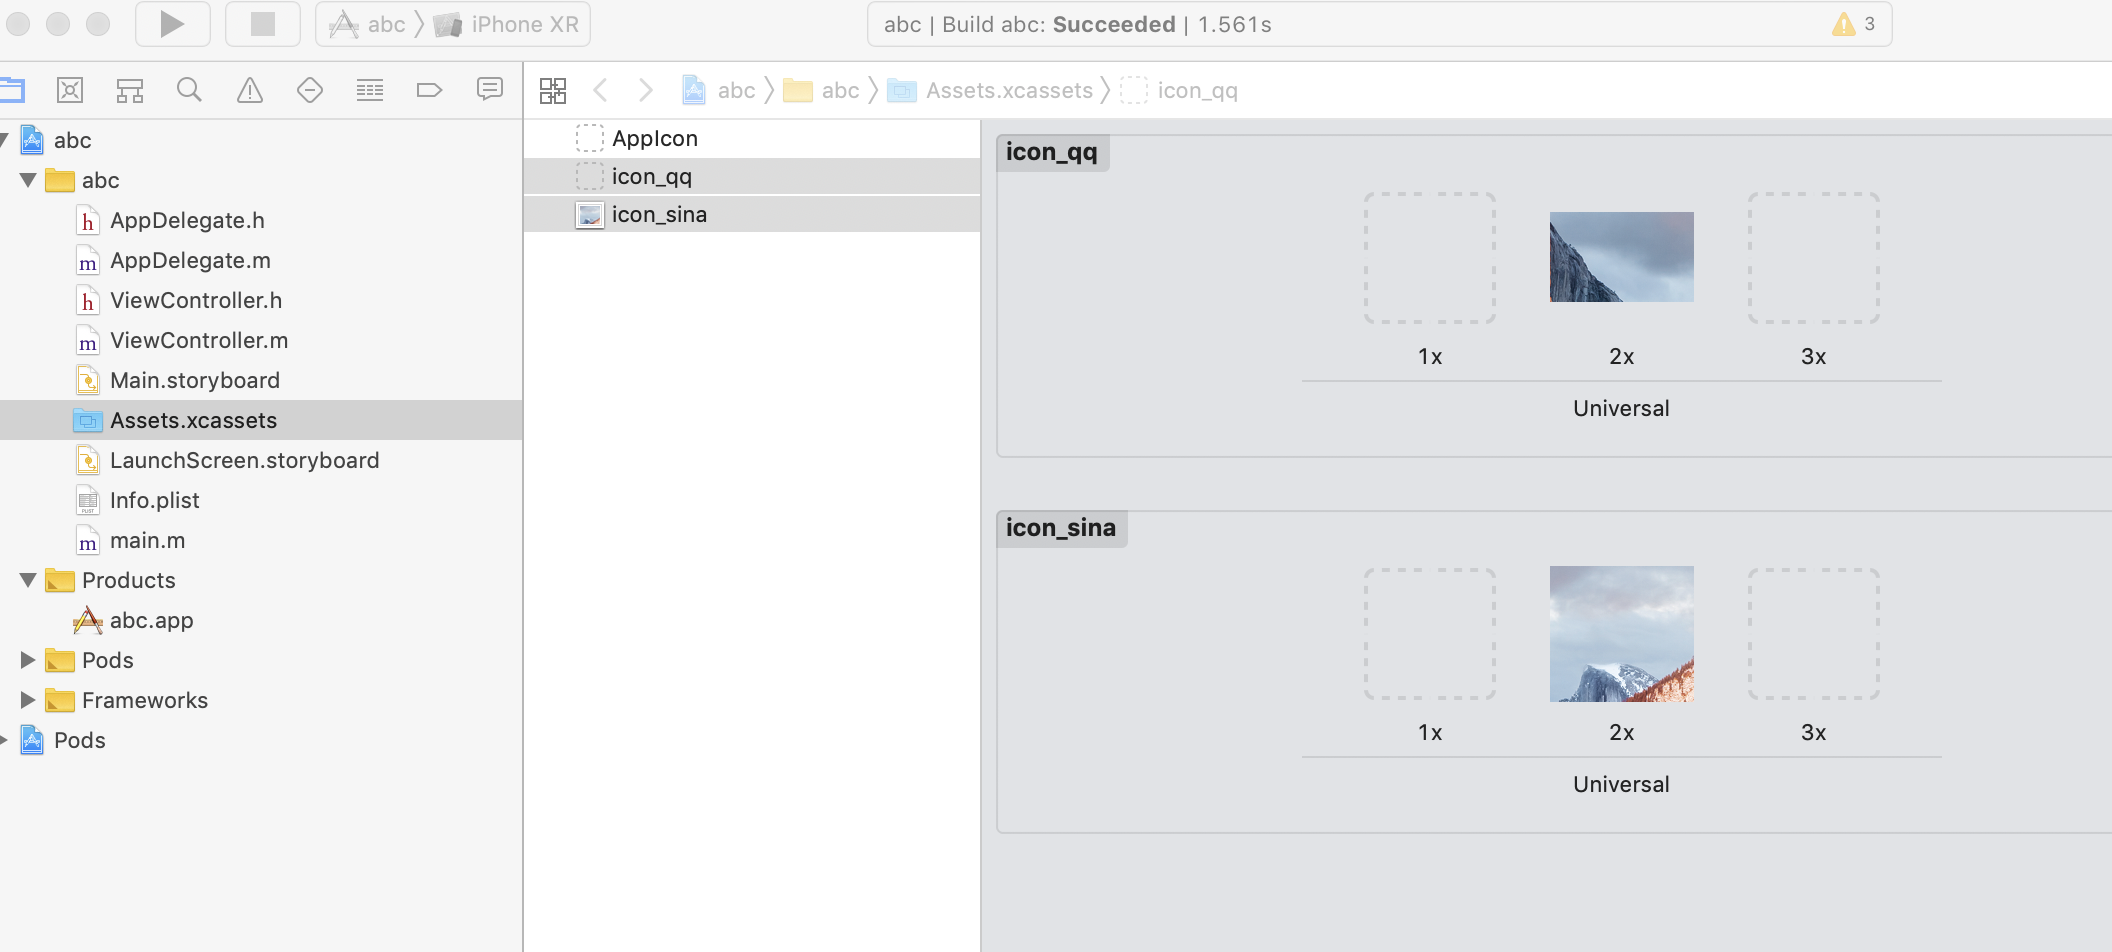 abc
iPhone XR
abc | Build abc: Succeeded | 1.561s
3
abc
abc
Assets.xcassets
icon_qq
abc
abc
h AppDelegate.h
m AppDelegate.m
h ViewController.h
m ViewController.m
Main.storyboard
Assets.xcassets
LaunchScreen.storyboard
PLIST Info.plist
m main.m
Products
abc.app
Pods
Frameworks
Pods
AppIcon
icon_qq
icon_sina
icon_qq
1x
2x
3x
Universal
icon_sina
1x
2x
3x
Universal